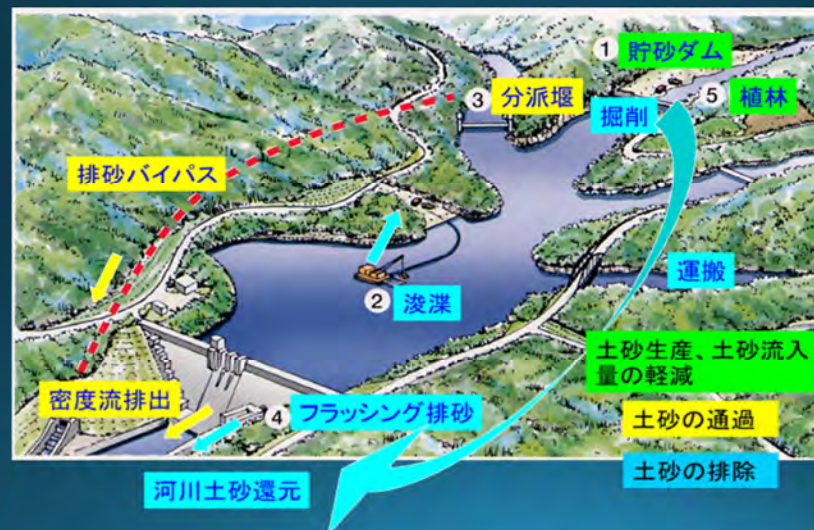 ① 貯砂ダム
③ 分派堰
⑤ 植林
掘削
排砂バイパス
運搬
② 浚渫
土砂生産、土砂流入
量の軽減
密度流排出
④ フラッシング排砂
土砂の通過
河川土砂還元
土砂の排除